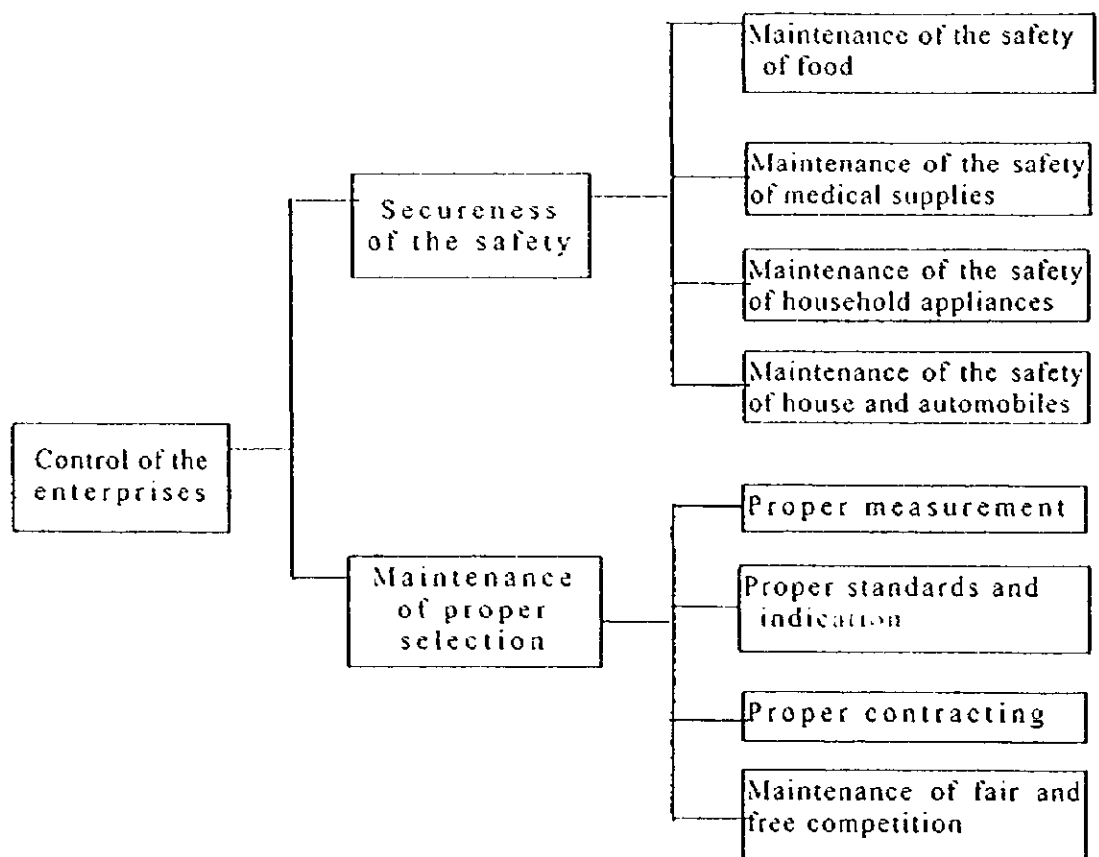 Control of the
enterprises
Secureness
of the safety
Maintenance of the safety
of food
Maintenance of the safety
of medical supplies
Maintenance of the safety
of household appliances
Maintenance of the safety
of house and automobiles
Maintenance
of proper
selection
Proper measurement
Proper standards and
indication
Proper contracting
Maintenance of fair and
free competition